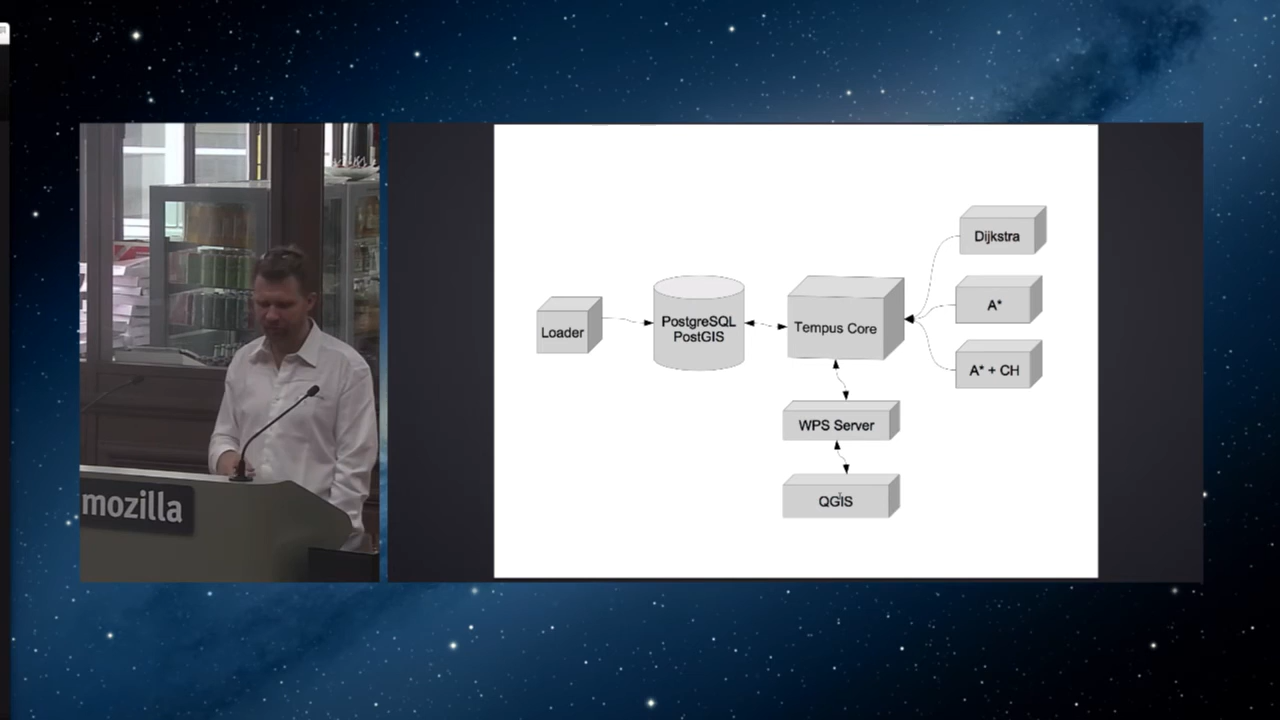 mozilla
Loader
PostgreSQL
PostGIS
Tempus Core
Dijkstra
A*
A* + CH
WPS Server
QGIS